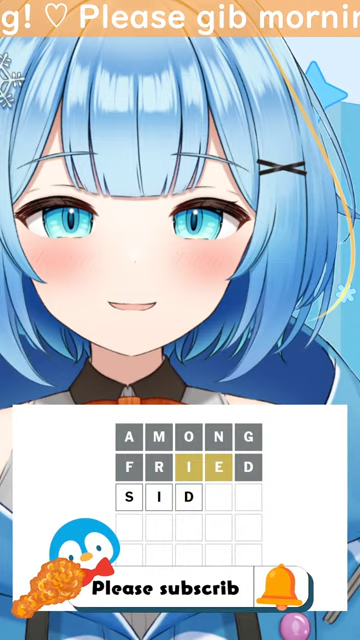 g! ♡ Please gib mornin
AMONG
FRIED
SID
Please subscrib